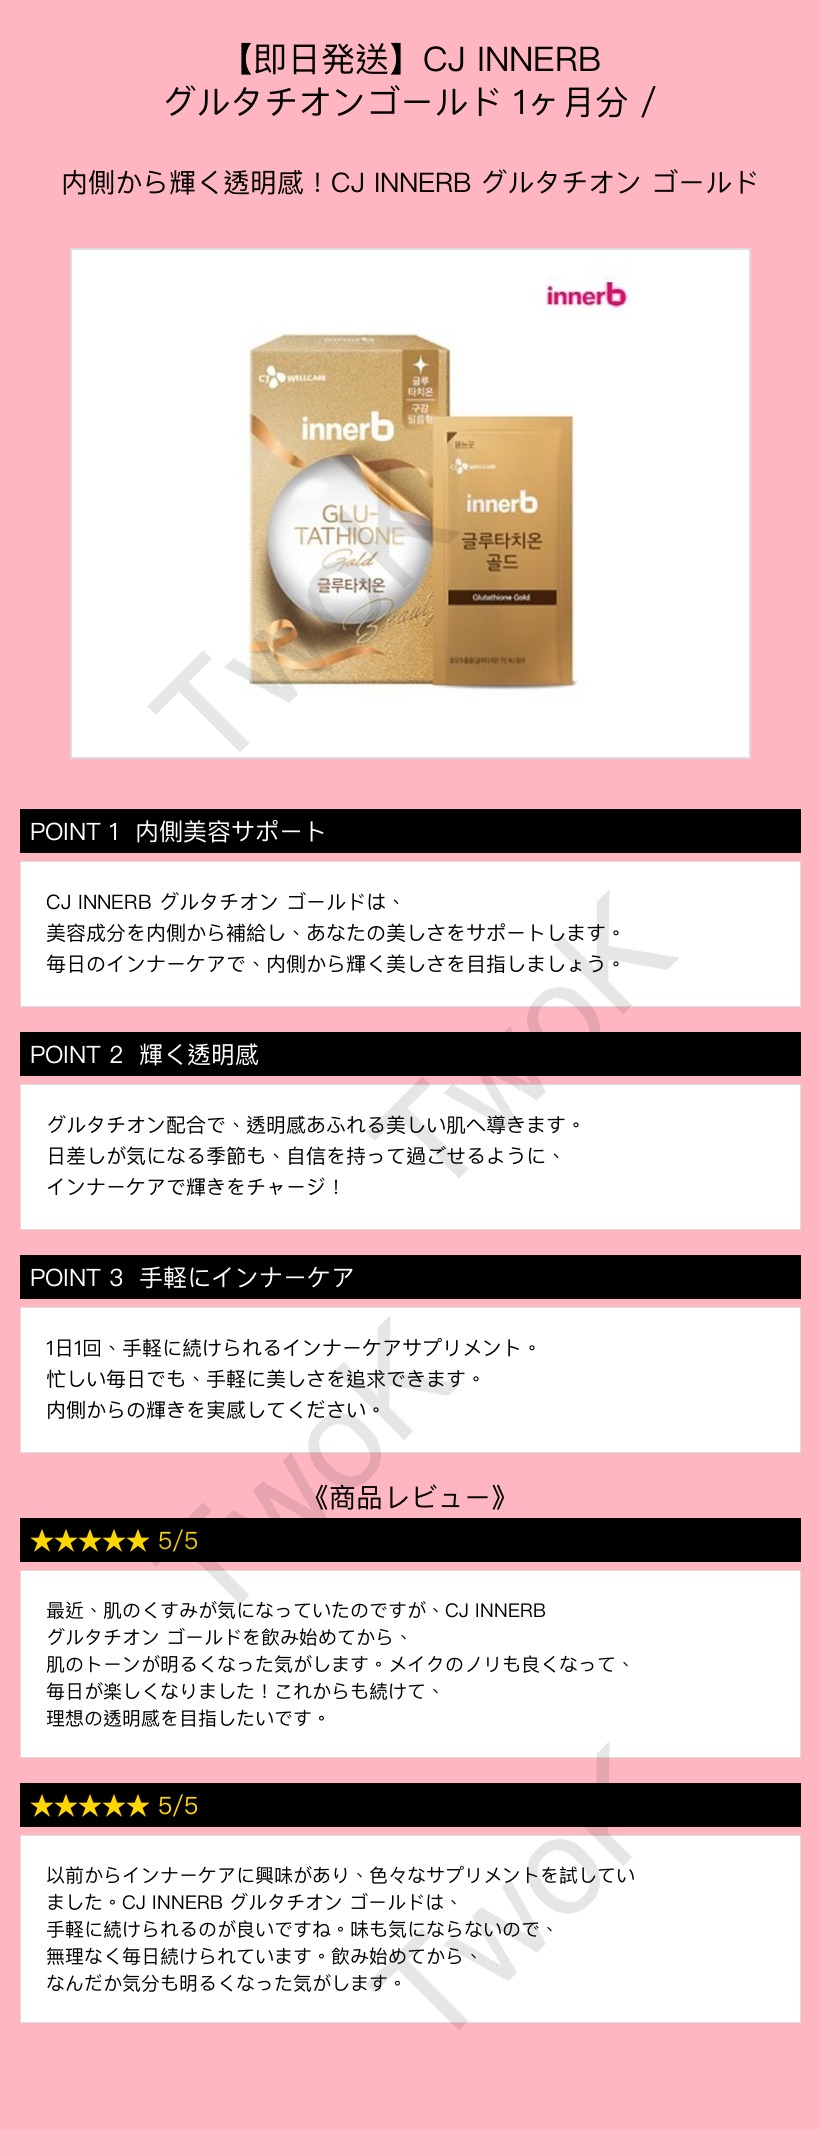 【即日発送】CJ INNERB
グルタチオンゴールド 1ヶ月分 /
内側から輝く透明感！CJ INNERB グルタチオン ゴールド
innerb
CJ WELLCARE
글루
타치온
구강
필름형
innerb
GLU-
TATHIONE
Gold
글루타치온
Beauty
뜯는곳
CJ WELLCARE
innerb
글루타치온
골드
Glutathione Gold
TwoK
POINT 1 内側美容サポート
CJ INNERB グルタチオン ゴールドは、
美容成分を内側から補給し、あなたの美しさをサポートします。
毎日のインナーケアで、内側から輝く美しさを目指しましょう。
TwoK
POINT 2 輝く透明感
グルタチオン配合で、透明感あふれる美しい肌へ導きます。
日差しが気になる季節も、自信を持って過ごせるように、
インナーケアで輝きをチャージ！
POINT 3 手軽にインナーケア
1日1回、手軽に続けられるインナーケアサプリメント。
忙しい毎日でも、手軽に美しさを追求できます。
内側からの輝きを実感してください。
TwoK
《商品レビュー》
★★★★★ 5/5
最近、肌のくすみが気になっていたのですが、CJ INNERB
グルタチオン ゴールドを飲み始めてから、
肌のトーンが明るくなった気がします。メイクのノリも良くなって、
毎日が楽しくなりました！これからも続けて、
理想の透明感を目指したいです。
★★★★★ 5/5
以前からインナーケアに興味があり、色々なサプリメントを試してい
ました。CJ INNERB グルタチオン ゴールドは、
手軽に続けられるのが良いですね。味も気にならないので、
無理なく毎日続けられています。飲み始めてから、
なんだか気分も明るくなった気がします。
TwoK